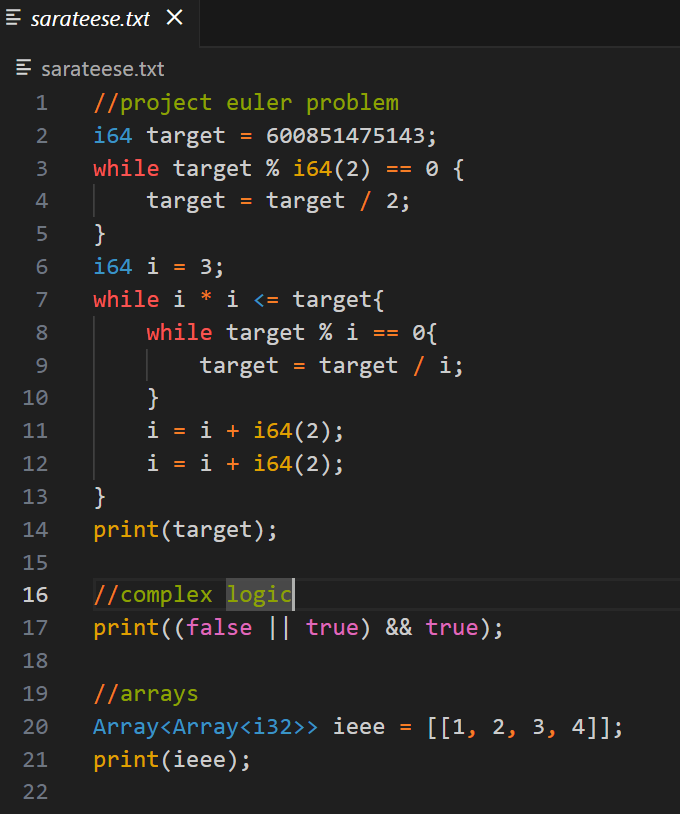 sarateese.txt
sarateese.txt
1 //project euler problem
2 i64 target = 600851475143;
3 while target % i64(2) == 0 {
4     target = target / 2;
5 }
6 i64 i = 3;
7 while i * i <= target{
8     while target % i == 0{
9         target = target / i;
10     }
11     i = i + i64(2);
12     i = i + i64(2);
13 }
14 print(target);
15
16 //complex logic
17 print((false || true) && true);
18
19 //arrays
20 Array<Array<i32>> ieee = [[1, 2, 3, 4]];
21 print(ieee);
22